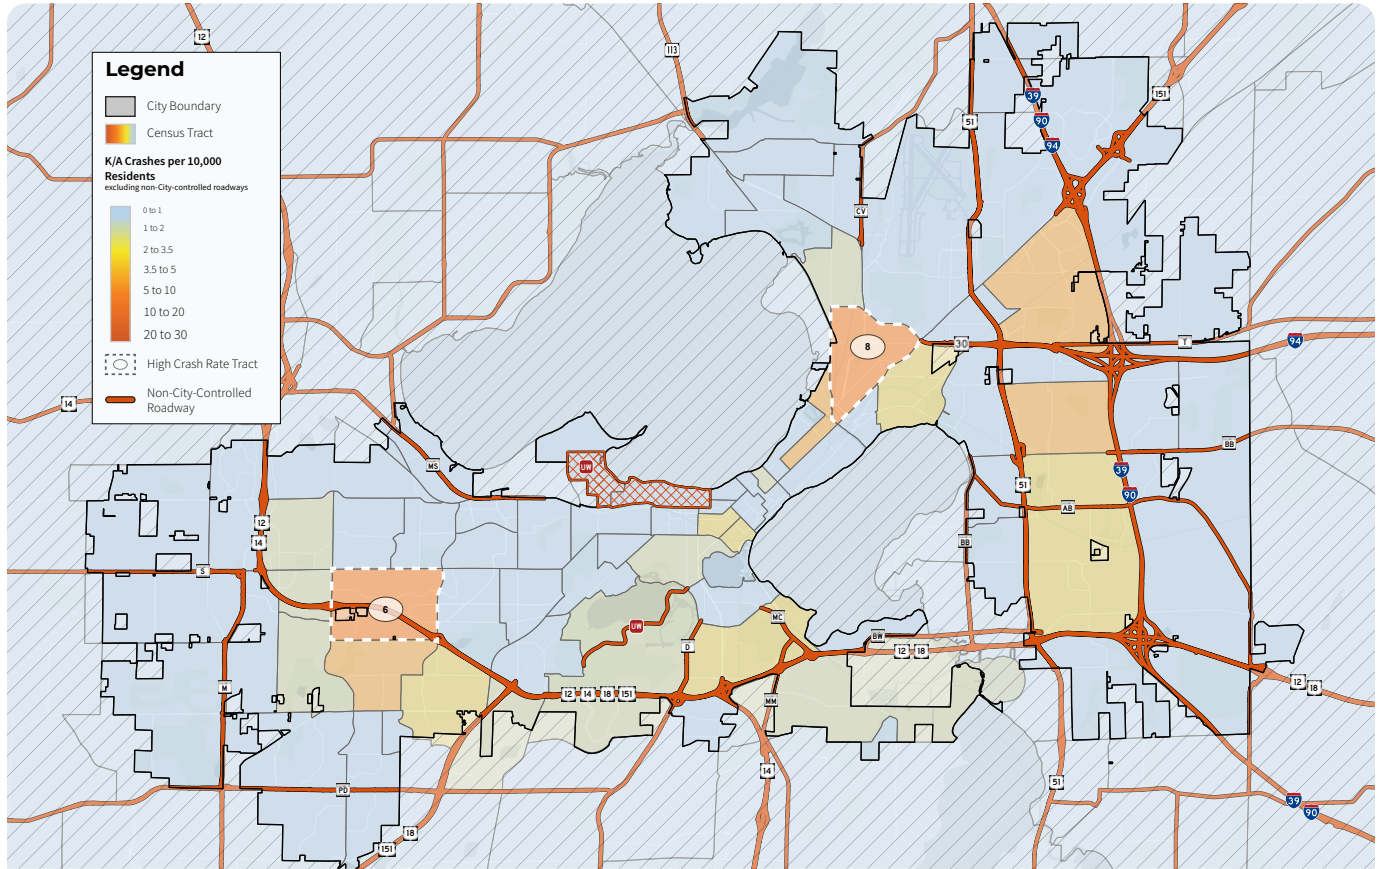 Legend
City Boundary
Census Tract
K/A Crashes per 10,000
Residents
excluding non-City-controlled roadways
0 to 1
1 to 2
2 to 3.5
3.5 to 5
5 to 10
10 to 20
20 to 30
High Crash Rate Tract
Non-City-Controlled
Roadway
12
113
51
39
90
94
151
CV
8
30
T
94
14
MS
UW
BB
39
90
51
AB
12
14
BB
S
6
UW
MC
D
BW
12
18
M
12
14
18
151
MM
12
18
14
51
PD
39
90
18
151